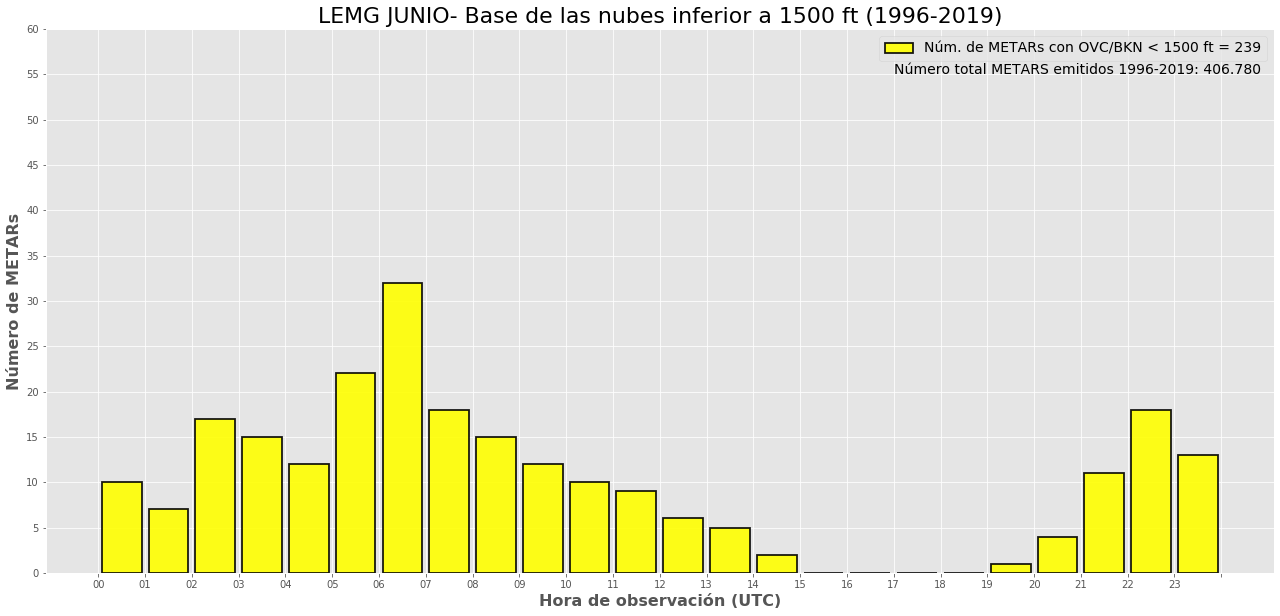 LEMG JUNIO- Base de las nubes inferior a 1500 ft (1996-2019)
Núm. de METARs con OVC/BKN < 1500 ft = 239
Número total METARS emitidos 1996-2019: 406.780
Número de METARs
60
55
50
45
40
35
30
25
20
15
10
5
0
00 01 02 03 04 05 06 07 08 09 10 11 12 13 14 15 16 17 18 19 20 21 22 23
Hora de observación (UTC)